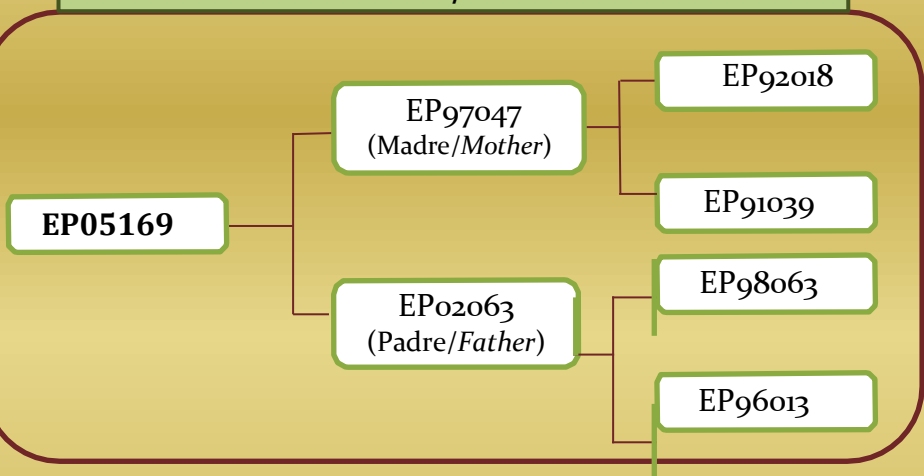 EP92018
EP97047
(Madre/Mother)
EP91039
EP05169
EP98063
EP02063
(Padre/Father)
EP96013